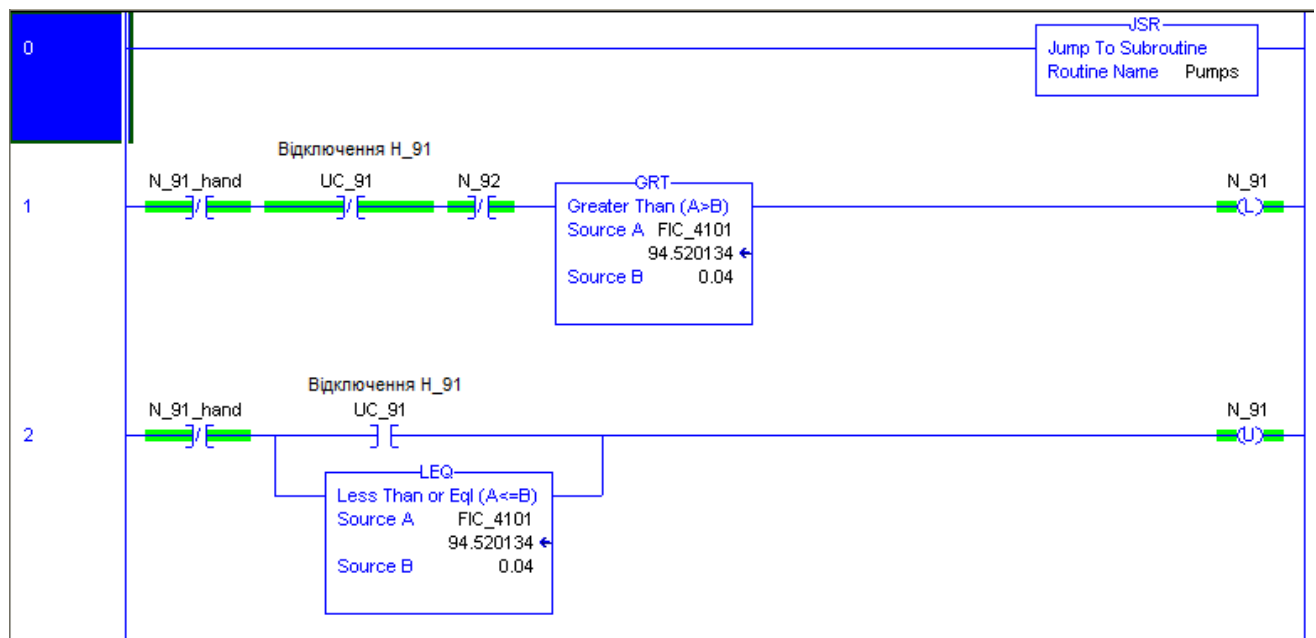 JSR
0
Jump To Subroutine
Routine Name Pumps
Відключення Н_91
N_91_hand UC_91 N_92 GRT N_91
1
Greater Than (A>B)
(L)
Source A FIC_4101
94.520134
Source B 0.04
Відключення Н_91
N_91_hand UC_91 N_91
2
(U)
LEQ
Less Than or Eql (A<=B)
Source A FIC_4101
94.520134
Source B 0.04